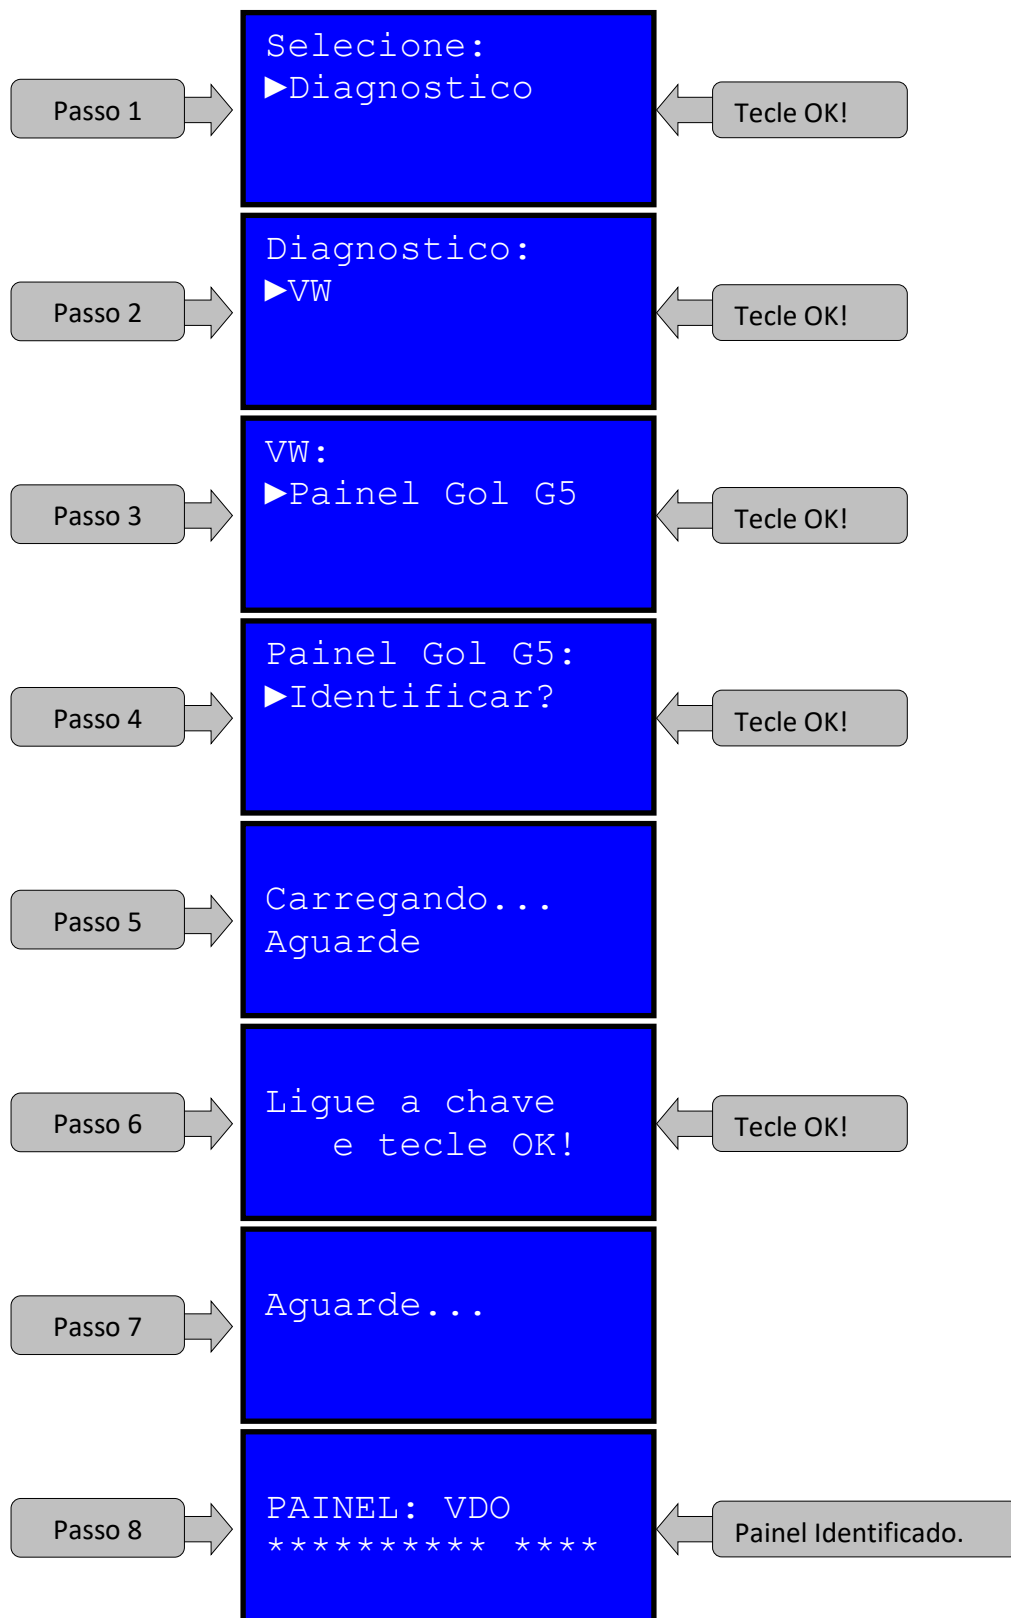 Passo 1
Selecione:
►Diagnostico
Tecle OK!
Passo 2
Diagnostico:
►VW
Tecle OK!
Passo 3
VW:
►Painel Gol G5
Tecle OK!
Passo 4
Painel Gol G5:
►Identificar?
Tecle OK!
Passo 5
Carregando...
Aguarde
Passo 6
Ligue a chave
e tecle OK!
Tecle OK!
Passo 7
Aguarde...
Passo 8
PAINEL: VDO
********** ****
Painel Identificado.